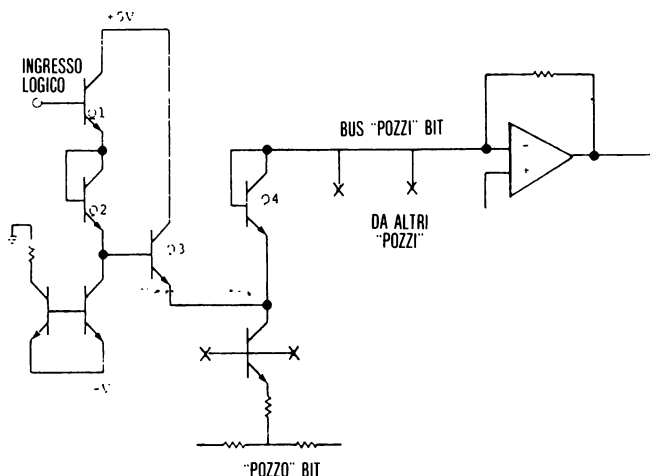 +5V
INGRESSO
LOGICO
Q1
BUS "POZZI" BIT
-
+
Q2
Q4
DA ALTRI
"POZZI"
Q3
-V
"POZZO" BIT